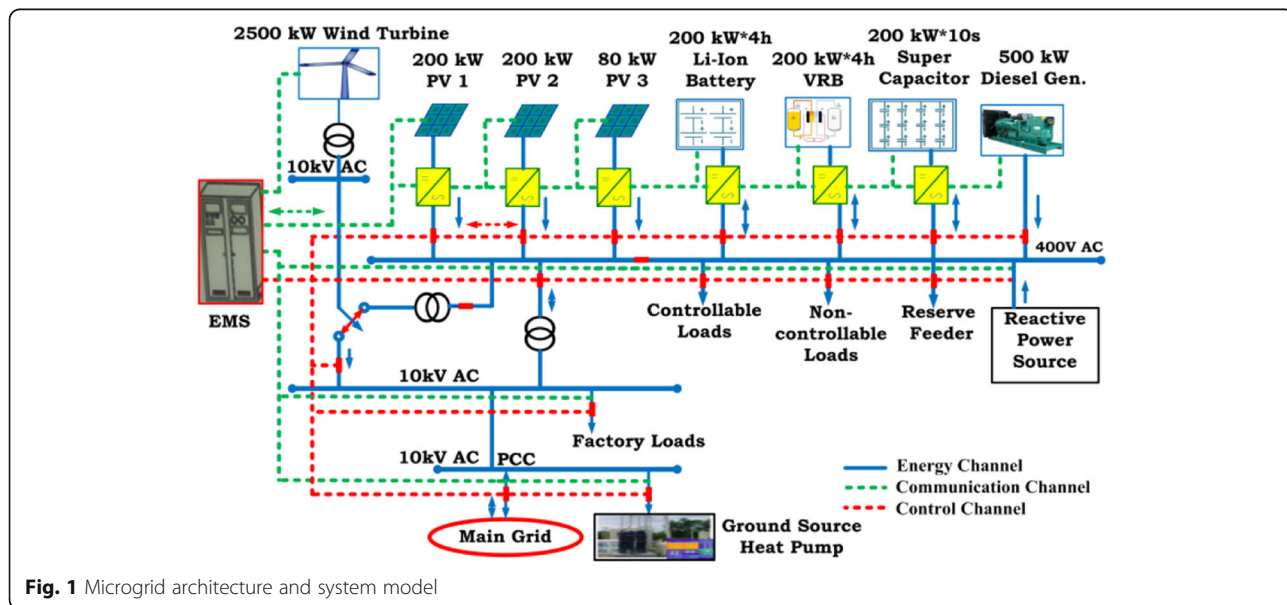 2500 kW Wind Turbine
200 kW
PV 1
200 kW
PV 2
80 kW
PV 3
200 kW*4h
Li-Ion
Battery
200 kW*4h
VRB
200 kW*10s
Super
Capacitor
500 kW
Diesel Gen.
10kV AC
400V AC
EMS
Controllable
Loads
Non-
controllable
Loads
Reserve
Feeder
Reactive
Power
Source
10kV AC
Factory Loads
10kV AC
PCC
Main Grid
Ground Source
Heat Pump
Energy Channel
Communication Channel
Control Channel
Fig. 1 Microgrid architecture and system model